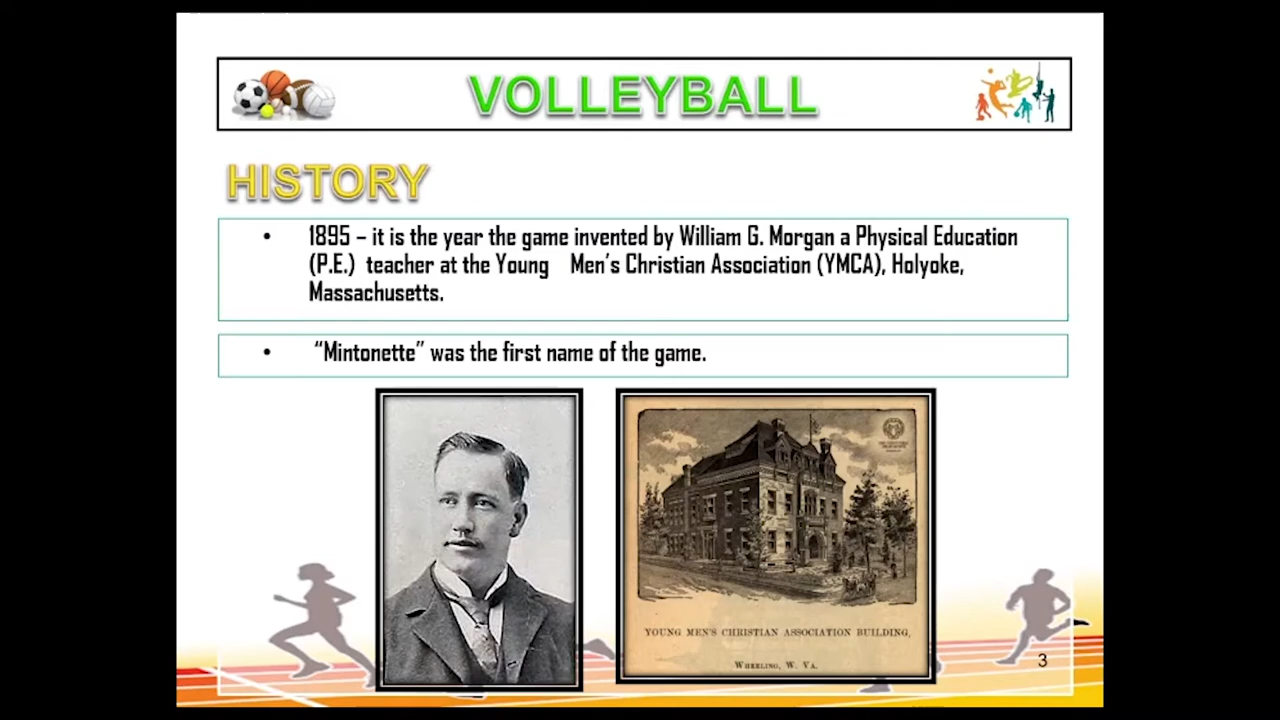 VOLLEYBALL
HISTORY
• 1895 – it is the year the game invented by William G. Morgan a Physical Education
(P.E.) teacher at the Young Men's Christian Association (YMCA), Holyoke,
Massachusetts.
• “Mintonette” was the first name of the game.
YOUNG MEN'S CHRISTIAN ASSOCIATION BUILDING,
WHEELING, W. VA.
3